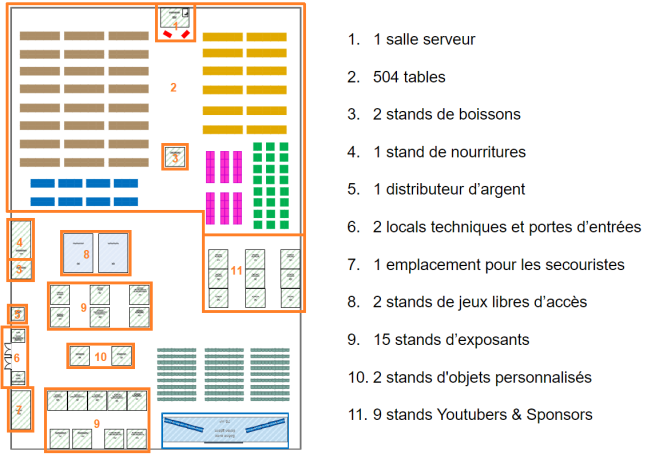 1
2
3
4
3
8
11
9
5
6
10
7
9
1. 1 salle serveur
2. 504 tables
3. 2 stands de boissons
4. 1 stand de nourritures
5. 1 distributeur d'argent
6. 2 locals techniques et portes d'entrées
7. 1 emplacement pour les secouristes
8. 2 stands de jeux libres d'accès
9. 15 stands d'exposants
10. 2 stands d'objets personnalisés
11. 9 stands Youtubers & Sponsors